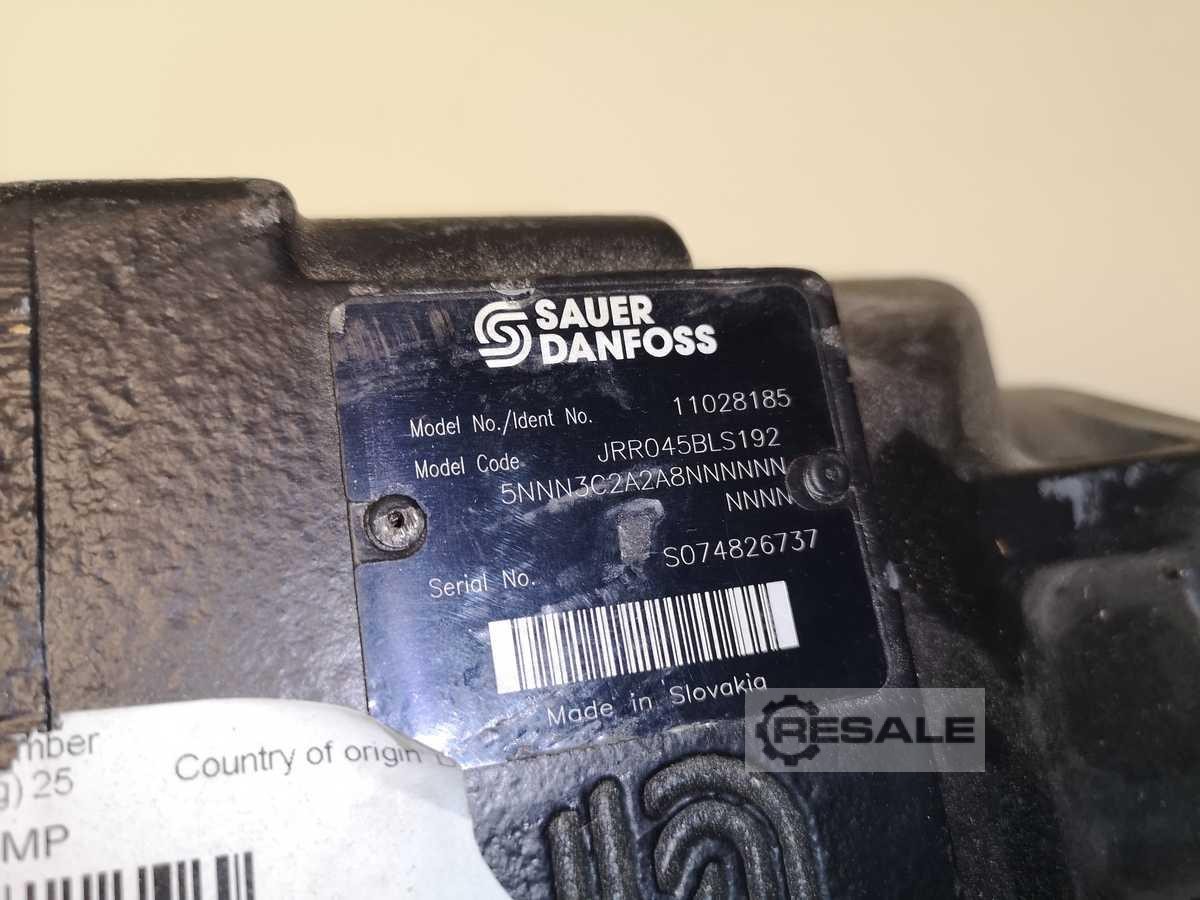 SAUER
DANFOSS
Model No./Ident No. 11028185
Model Code JRR045BLS192
5NNN3C2A2A8NNNNNN
NNNN
Serial No. S074826737
Made in Slovakia
RESALE
mber
Country of origin
g) 25
MP